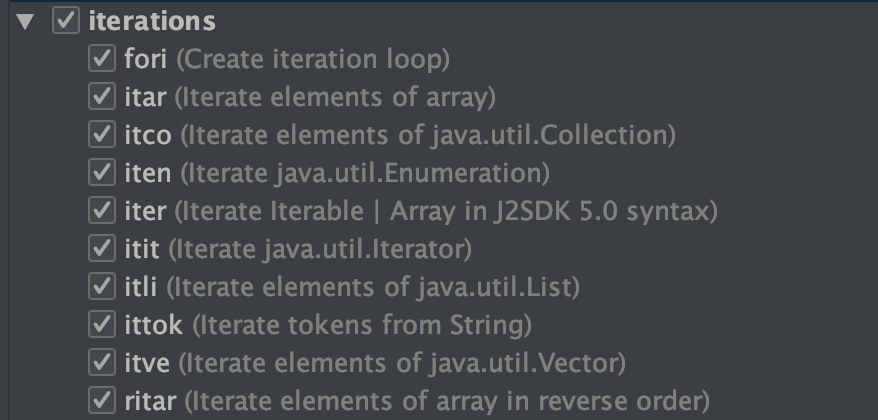 iterations
fori (Create iteration loop)
itar (Iterate elements of array)
itco (Iterate elements of java.util.Collection)
iten (Iterate java.util.Enumeration)
iter (Iterate Iterable | Array in J2SDK 5.0 syntax)
itit (Iterate java.util.Iterator)
itli (Iterate elements of java.util.List)
ittok (Iterate tokens from String)
itve (Iterate elements of java.util.Vector)
ritar (Iterate elements of array in reverse order)